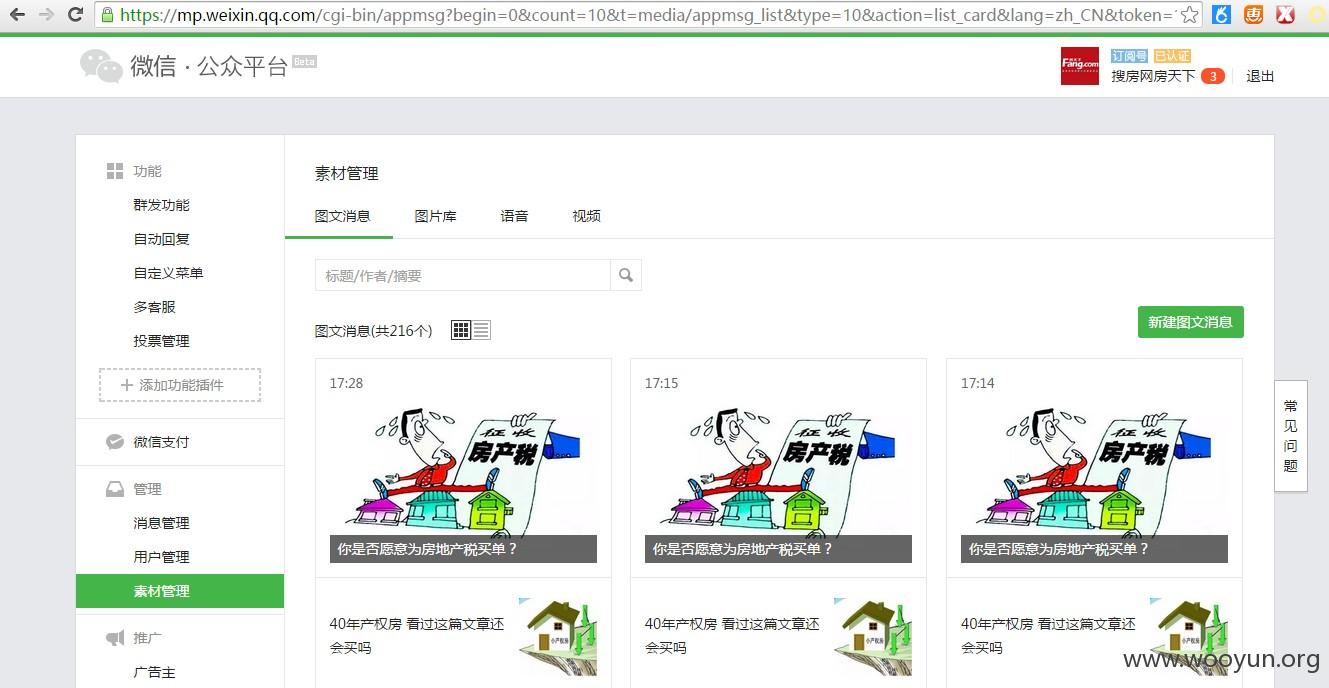 https://mp.weixin.qq.com/cgi-bin/appmsg?begin=0&count=10&t=media/appmsg_list&type=10&action=list_card&lang=zh_CN&token=
微信·公众平台 Beta
Fang.com
订阅号 已认证
搜房网房天下 3 退出
功能
群发功能
自动回复
自定义菜单
多客服
投票管理
添加功能插件
微信支付
管理
消息管理
用户管理
素材管理
推广
广告主
素材管理
图文消息 图片库 语音 视频
标题/作者/摘要
图文消息(共216个)
新建图文消息
17:28 17:15 17:14
征收 征收 征收
房产税 房产税 房产税
你是否愿意为房地产税买单？ 你是否愿意为房地产税买单？ 你是否愿意为房地产税买单？
40年产权房 看过这篇文章还 40年产权房 看过这篇文章还 40年产权房 看过这篇文章还
会买吗 会买吗 会买吗
小产权房 小产权房 小产权房
常见问题
www.wooyun.org